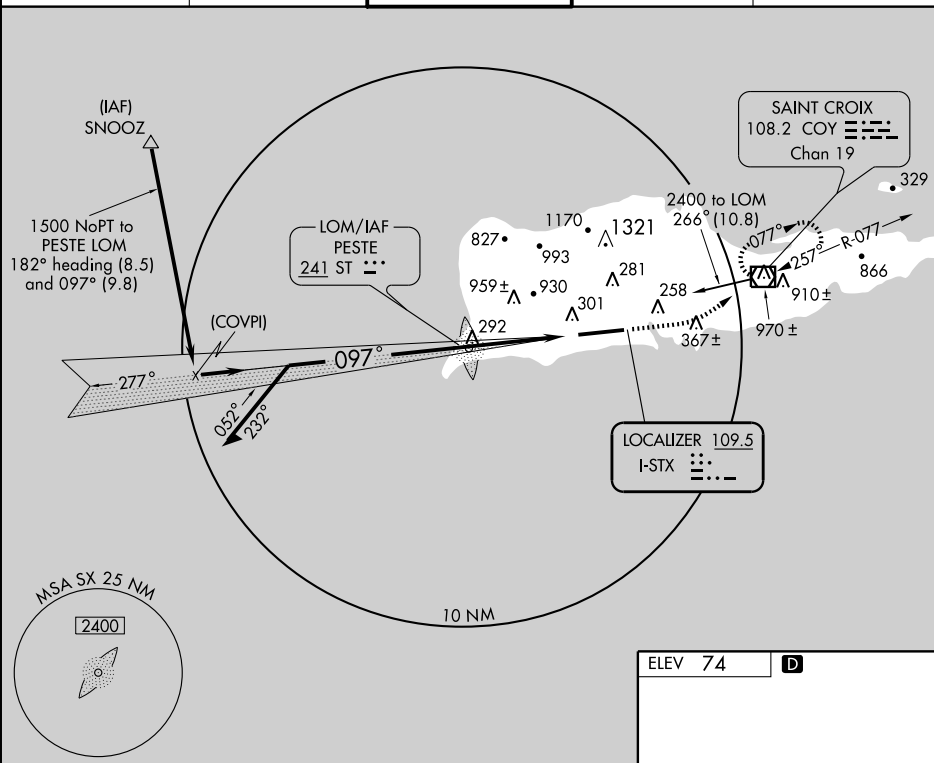 (IAF)
SNOOZ
1500 NoPT to
PESTE LOM
182° heading (8.5)
and 097° (9.8)
LOM/IAF
PESTE
241 ST
SAINT CROIX
108.2 COY
Chan 19
329
2400 to LOM
266° (10.8)
077°
R-077
257°
866
827
1170
1321
993
281
959±
930
301
258
910±
970±
292
367±
(COVPI)
097°
277°
052°
232°
LOCALIZER 109.5
I-STX
10 NM
MSA SX 25 NM
2400
ELEV 74
D